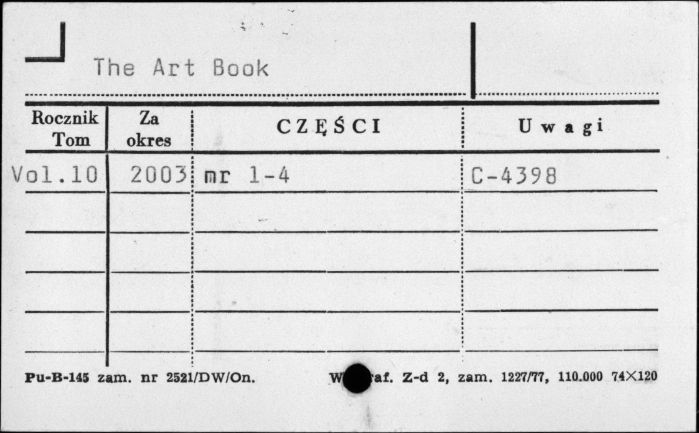 The Art Book
Rocznik Tom Za okres CZĘŚCI Uwagi
Vol.10 2003 mr 1-4 C-4398
Pu-B-145 zam. nr 2521/DW/On. af. Z-d 2, zam. 1227/77, 110.000 74×120